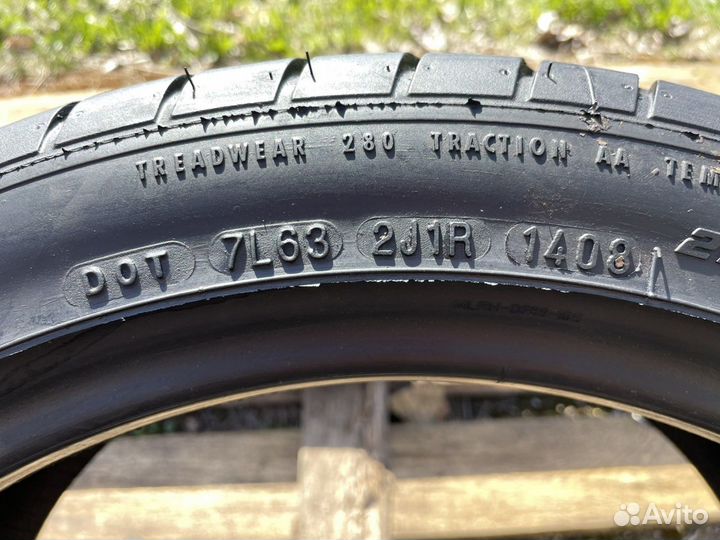 TREADWEAR 280 TRACTION AA TEM
DOT 7L63 2J1R 1408
Avito